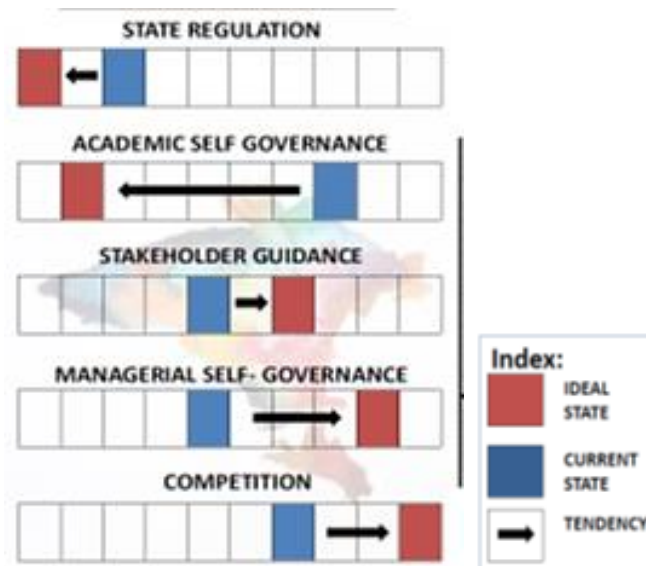 STATE REGULATION
ACADEMIC SELF GOVERNANCE
STAKEHOLDER GUIDANCE
MANAGERIAL SELF- GOVERNANCE
COMPETITION
Index:
IDEAL
STATE
CURRENT
STATE
TENDENCY